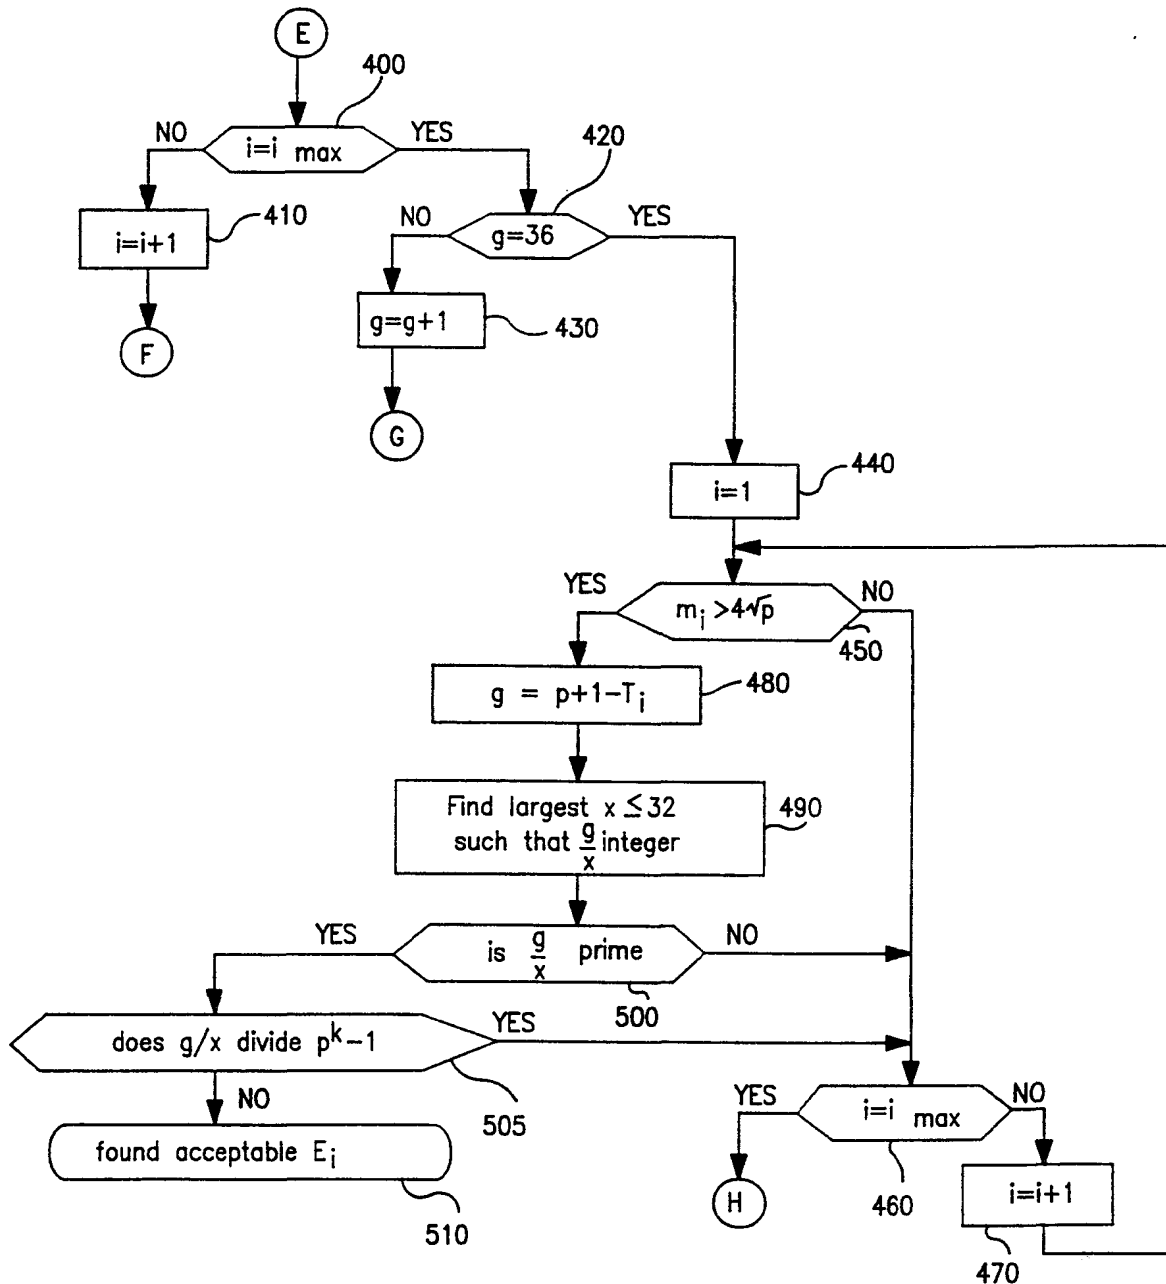 E
400
NO
i=i max
YES
420
410
i=i+1
NO
g=36
YES
g=g+1
430
F
G
440
i=1
YES
m_i >4√p
NO
450
g = p+1-T_i
480
Find largest x ≤ 32
such that g/x integer
490
YES
is g/x prime
NO
500
does g/x divide p^k-1
YES
NO
505
found acceptable E_i
510
YES
i=i max
NO
460
H
i=i+1
470